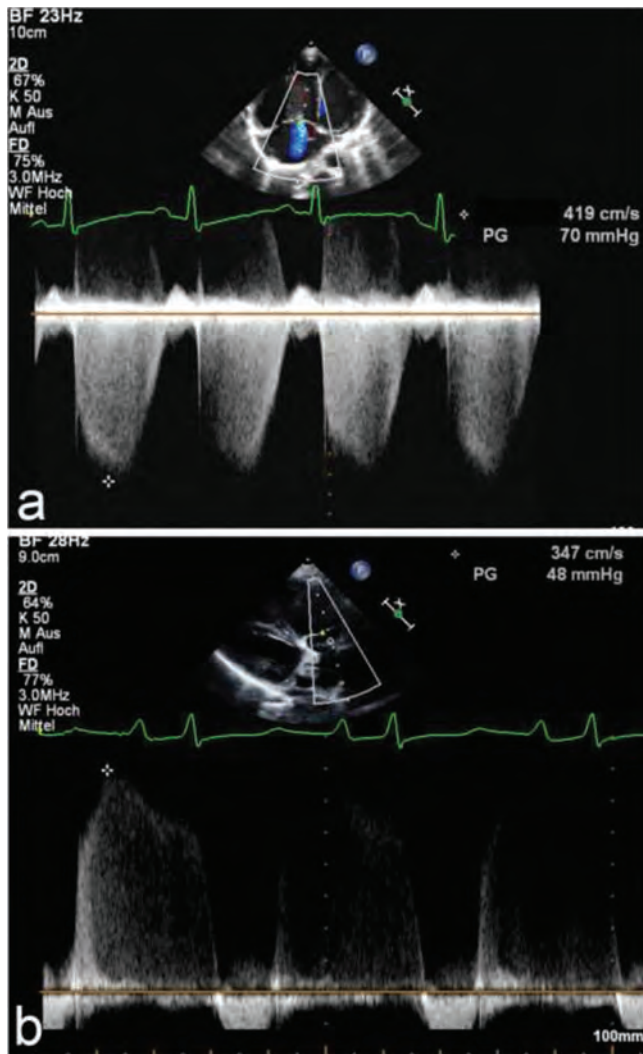 BF 23Hz
10cm
2D
67%
K 50
M Aus
Aufl
FD
75%
3.0MHz
WF Hoch
Mittel
419 cm/s
PG 70 mmHg
a
BF 28Hz
9.0cm
2D
64%
K 50
M Aus
Aufl
FD
77%
3.0MHz
WF Hoch
Mittel
347 cm/s
PG 48 mmHg
b
100mm